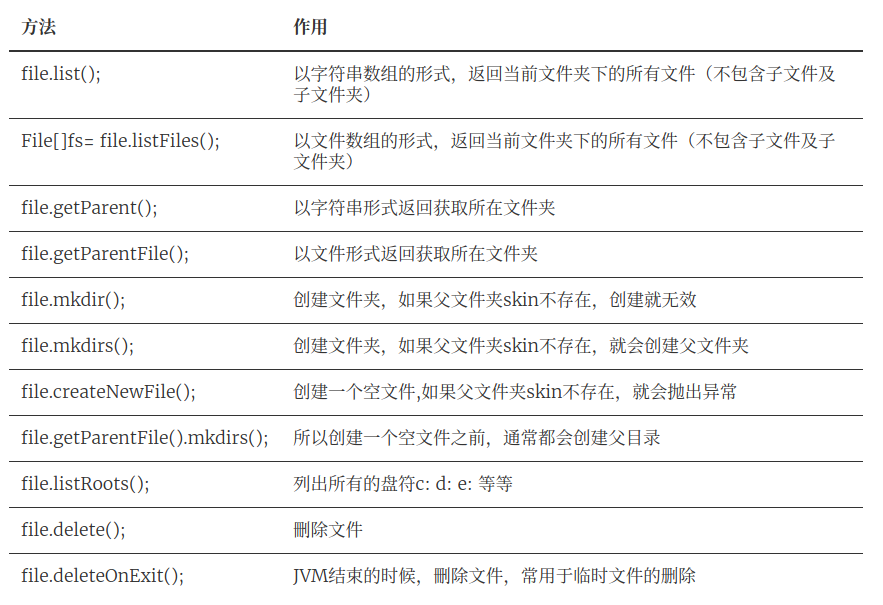 方法 作用
file.list(); 以字符串数组的形式，返回当前文件夹下的所有文件（不包含子文件及
子文件夹）
File[]fs= file.listFiles(); 以文件数组的形式，返回当前文件夹下的所有文件（不包含子文件及子
文件夹）
file.getParent(); 以字符串形式返回获取所在文件夹
file.getParentFile(); 以文件形式返回获取所在文件夹
file.mkdir(); 创建文件夹，如果父文件夹skin不存在，创建就无效
file.mkdirs(); 创建文件夹，如果父文件夹skin不存在，就会创建父文件夹
file.createNewFile(); 创建一个空文件,如果父文件夹skin不存在，就会抛出异常
file.getParentFile().mkdirs(); 所以创建一个空文件之前，通常都会创建父目录
file.listRoots(); 列出所有的盘符c: d: e: 等等
file.delete(); 刪除文件
file.deleteOnExit(); JVM结束的时候，刪除文件，常用于临时文件的删除